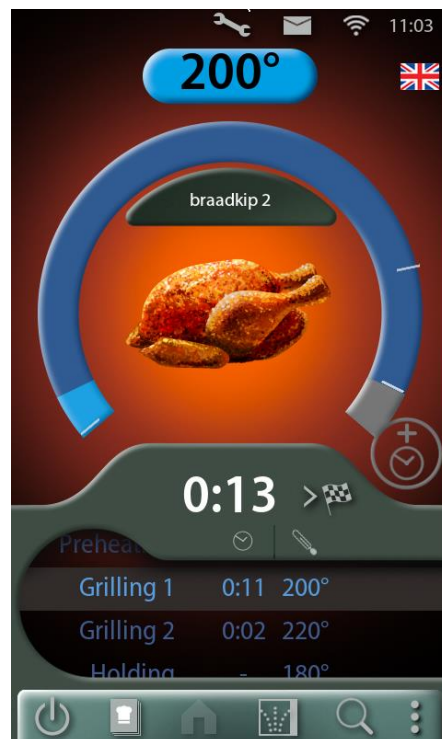 11:03
200°
braadkip 2
0:13
Grilling 1 0:11 200°
Grilling 2 0:02 220°
Holding - 180°